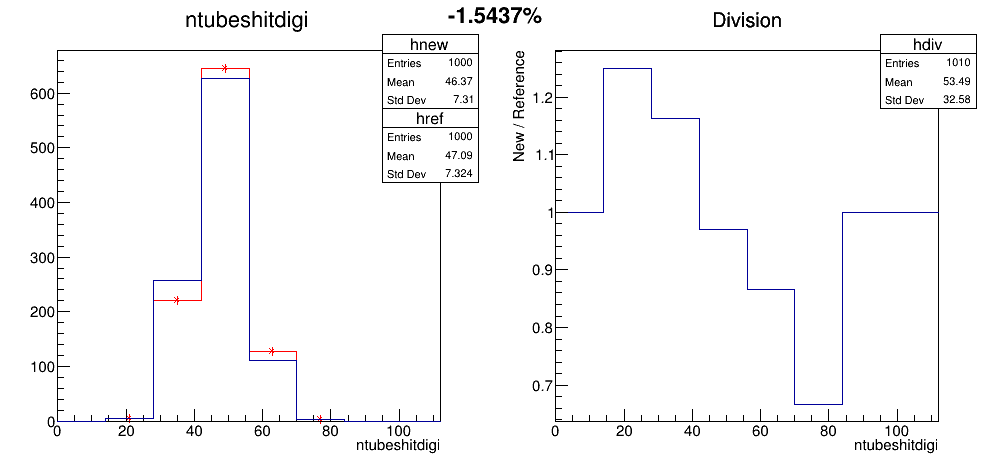 ntubeshitdigi
-1.5437%
Division
hnew
Entries 1000
Mean 46.37
Std Dev 7.31
href
Entries 1000
Mean 47.09
Std Dev 7.324
600
500
400
300
200
100
0
0 20 40 60 80 100
ntubeshitdigi
hdiv
Entries 1010
Mean 53.49
Std Dev 32.58
New / Reference
1.2
1.1
1
0.9
0.8
0.7
0 20 40 60 80 100
ntubeshitdigi